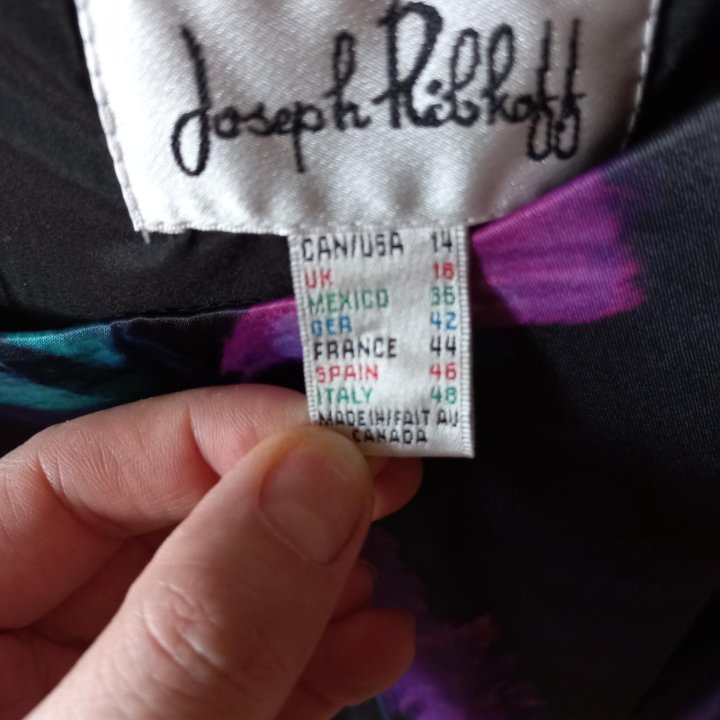 Joseph Ribkoff
CAN/USA 14
UK 16
MEXICO 36
GER 42
FRANCE 44
SPAIN 46
ITALY 48
MADE IN/FAIT AU
CANADA